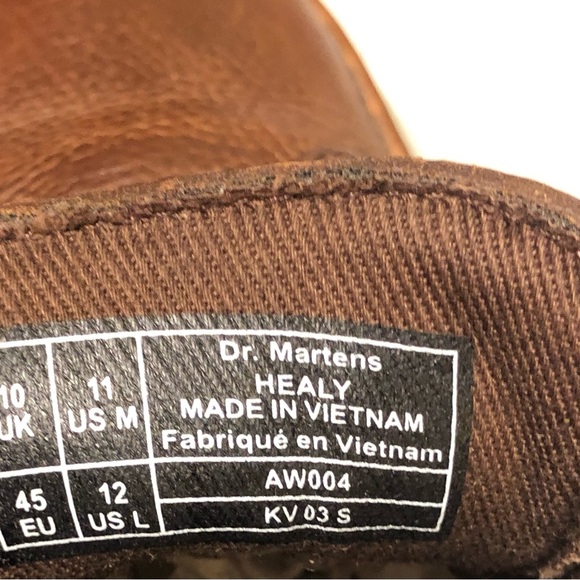 10
UK
11
US M
45
EU
12
US L
Dr. Martens
HEALY
MADE IN VIETNAM
Fabriqué en Vietnam
AW004
KV 03 S